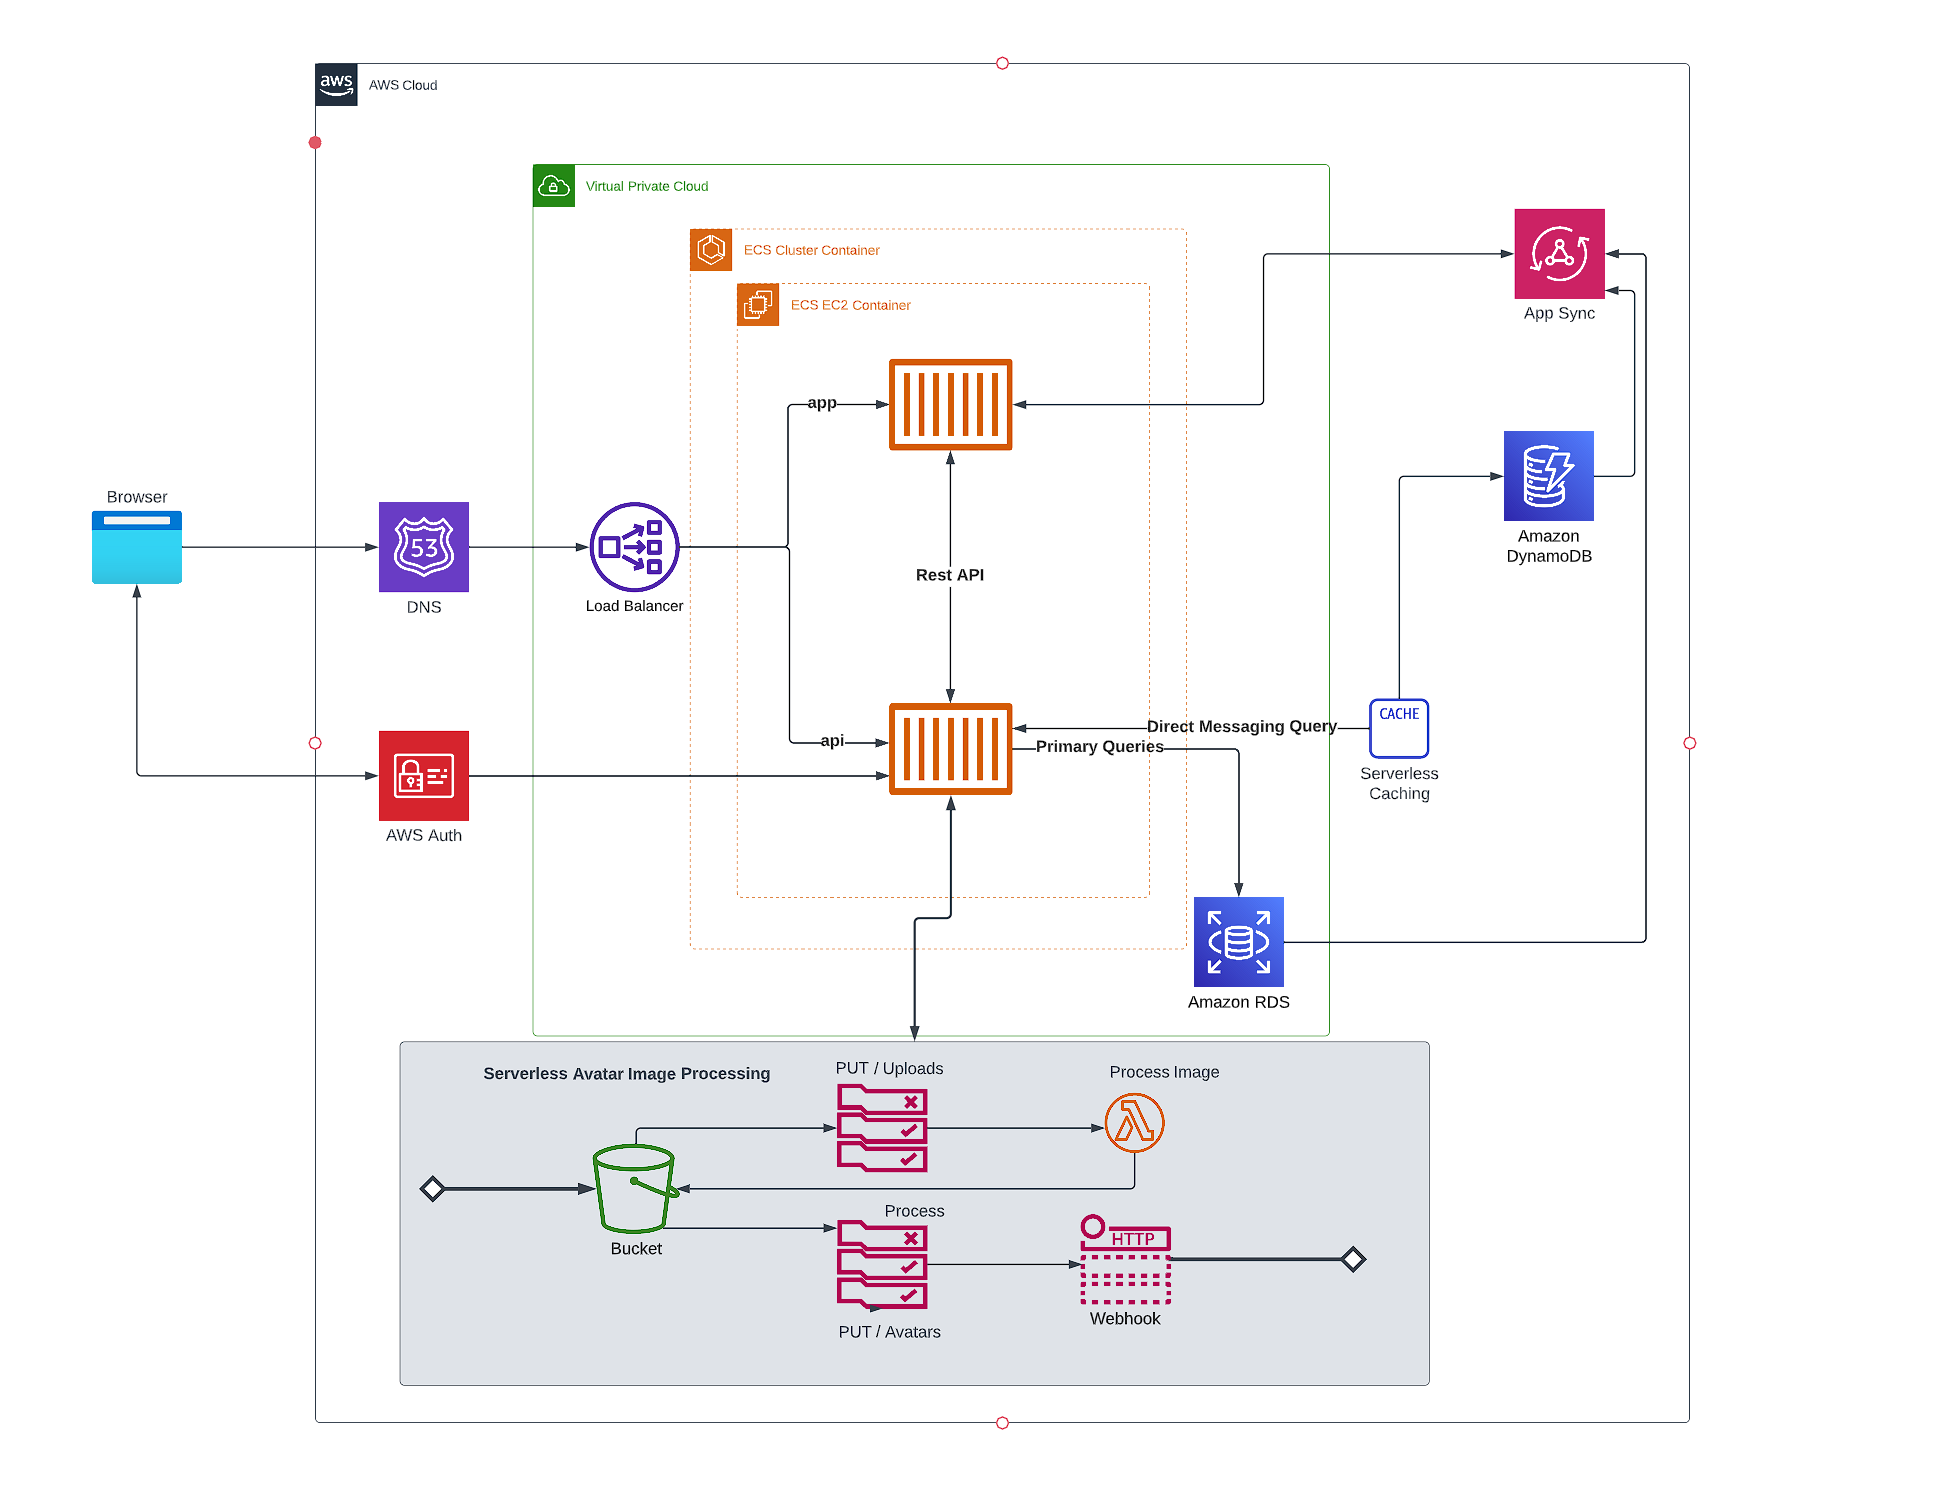 aws
AWS Cloud
Virtual Private Cloud
ECS Cluster Container
ECS EC2 Container
App Sync
app
Browser
53
DNS
Load Balancer
Rest API
Amazon
DynamoDB
CACHE
Direct Messaging Query
api
Primary Queries
Serverless
Caching
AWS Auth
Amazon RDS
Serverless Avatar Image Processing
PUT / Uploads
Process Image
Process
Bucket
HTTP
Webhook
PUT / Avatars